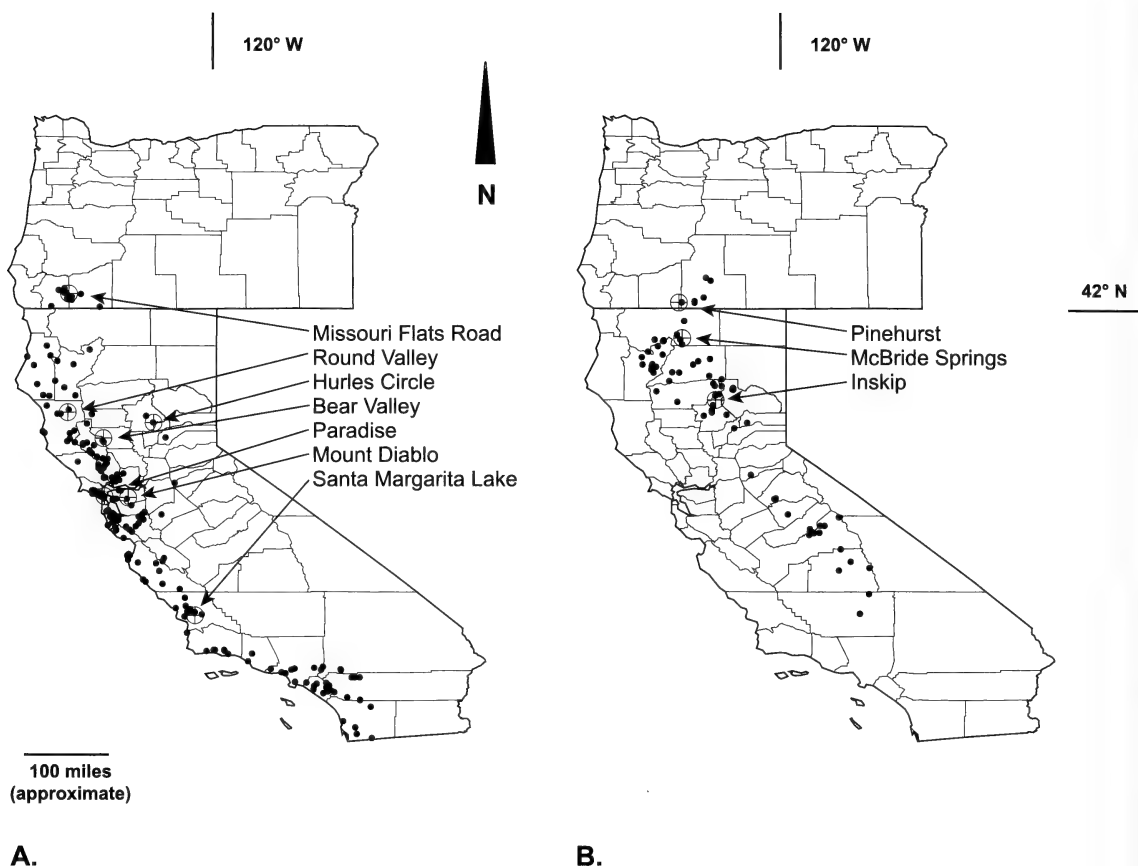 120° W
120° W
N
42° N
Missouri Flats Road
Round Valley
Hurles Circle
Bear Valley
Paradise
Mount Diablo
Santa Margarita Lake
Pinehurst
McBride Springs
Inskip
100 miles
(approximate)
A.
B.